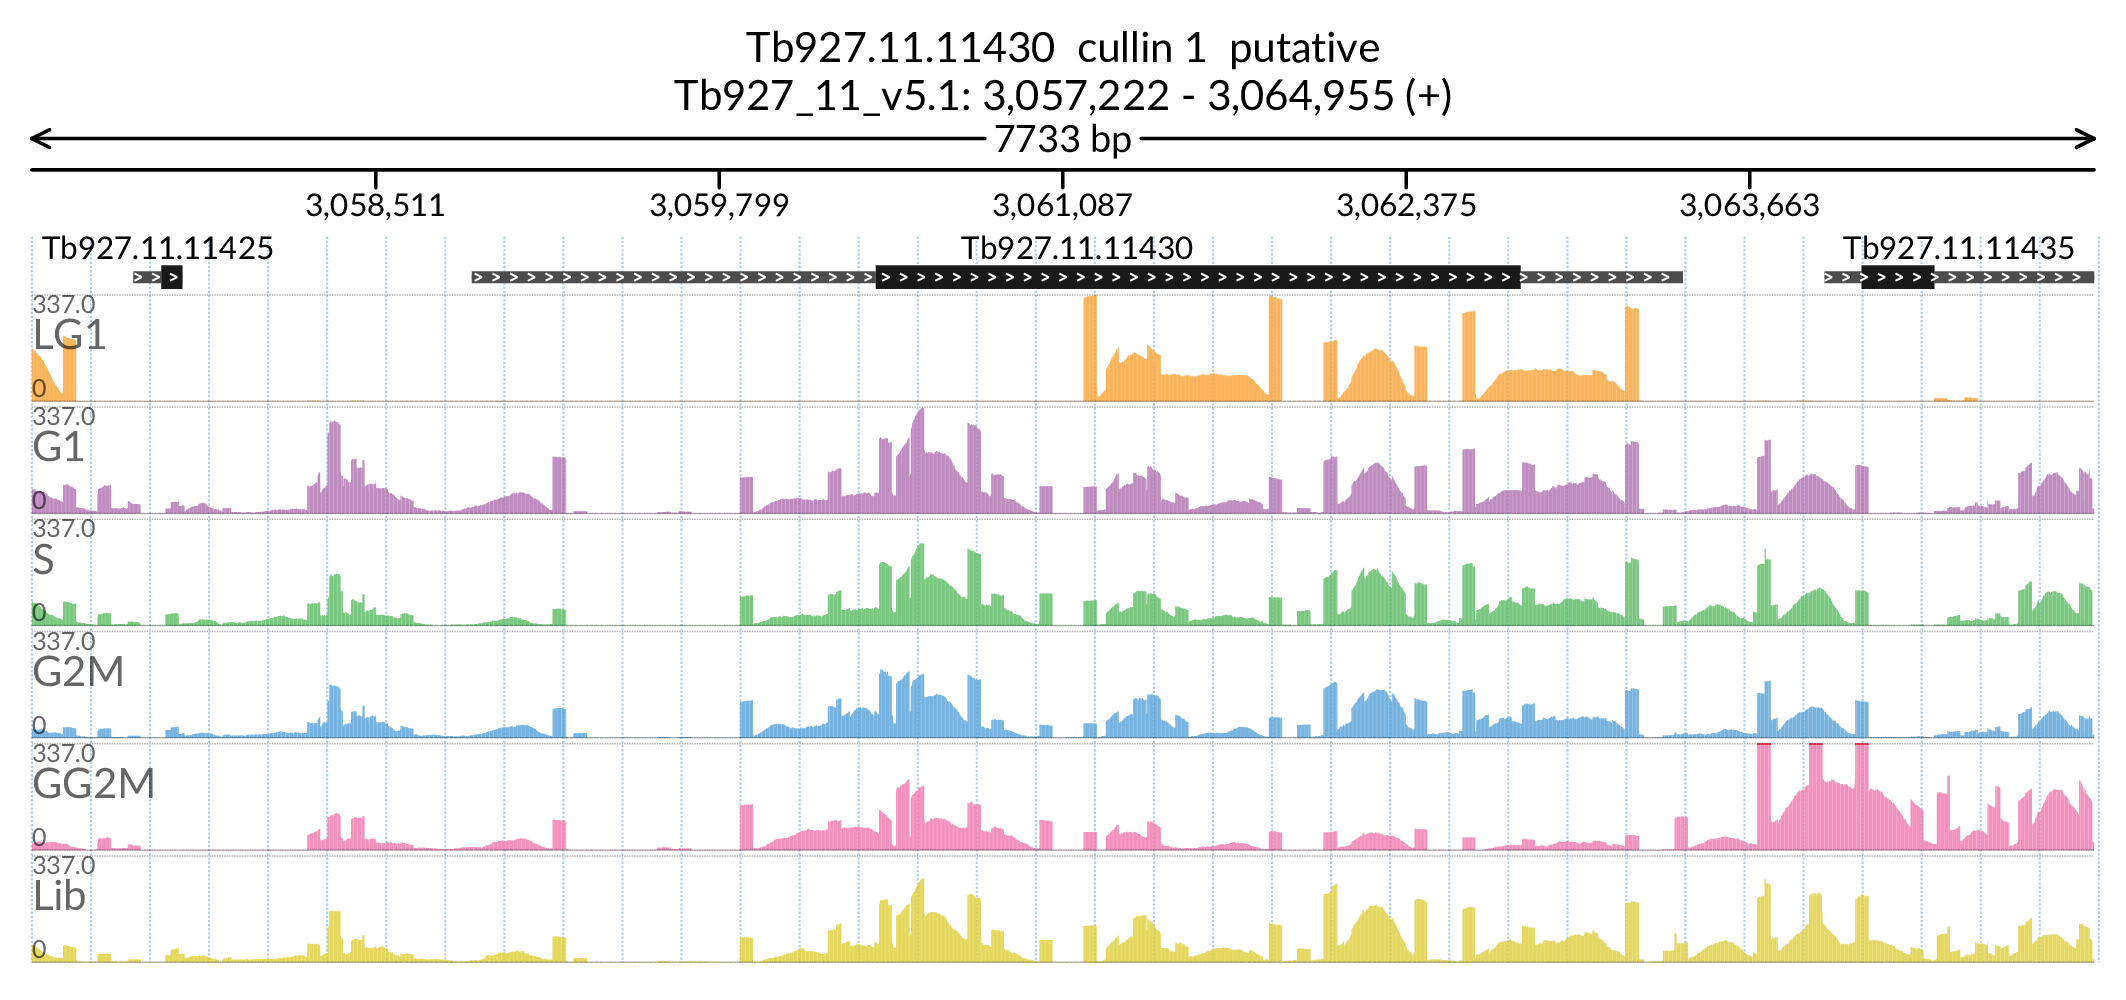 Tb927.11.11430 cullin 1 putative
Tb927_11_v5.1: 3,057,222 - 3,064,955 (+)
7733 bp
3,058,511 3,059,799 3,061,087 3,062,375 3,063,663
Tb927.11.11425 Tb927.11.11430 Tb927.11.11435
337.0
LG1
0
337.0
G1
0
337.0
S
0
337.0
G2M
0
337.0
GG2M
0
337.0
Lib
0